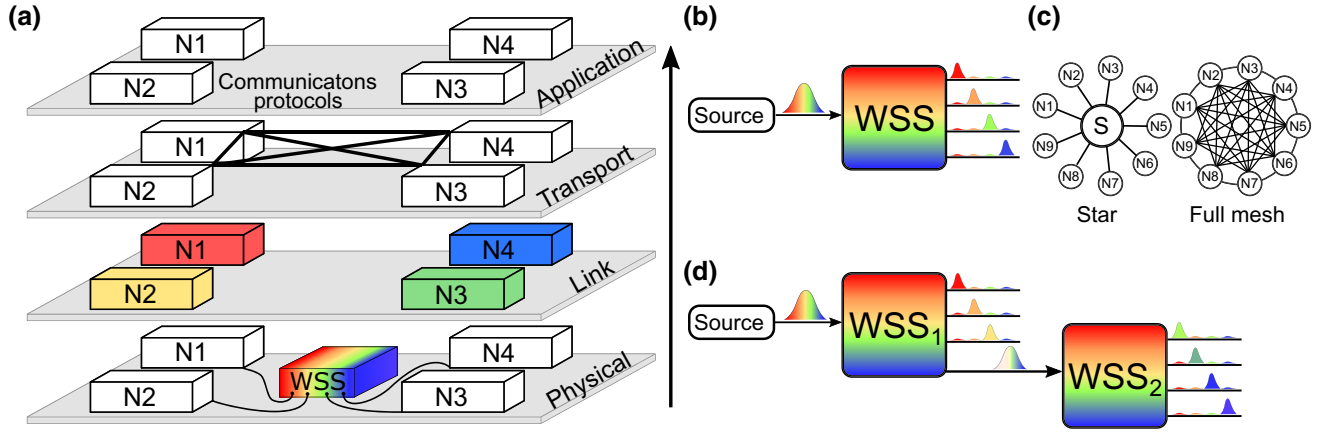 (a)
N1
N4
N2
Communicatons
protocols
N3
Application
N1
N4
N2
N3
Transport
N1
N4
N2
N3
Link
N1
WSS
N4
N2
N3
Physical
(b)
Source
WSS
(c)
N3
N2
N4
N1
S
N5
N9
N6
N8
N7
Star
N3
N2
N4
N1
N5
N9
N6
N8
N7
Full mesh
(d)
Source
WSS1
WSS2